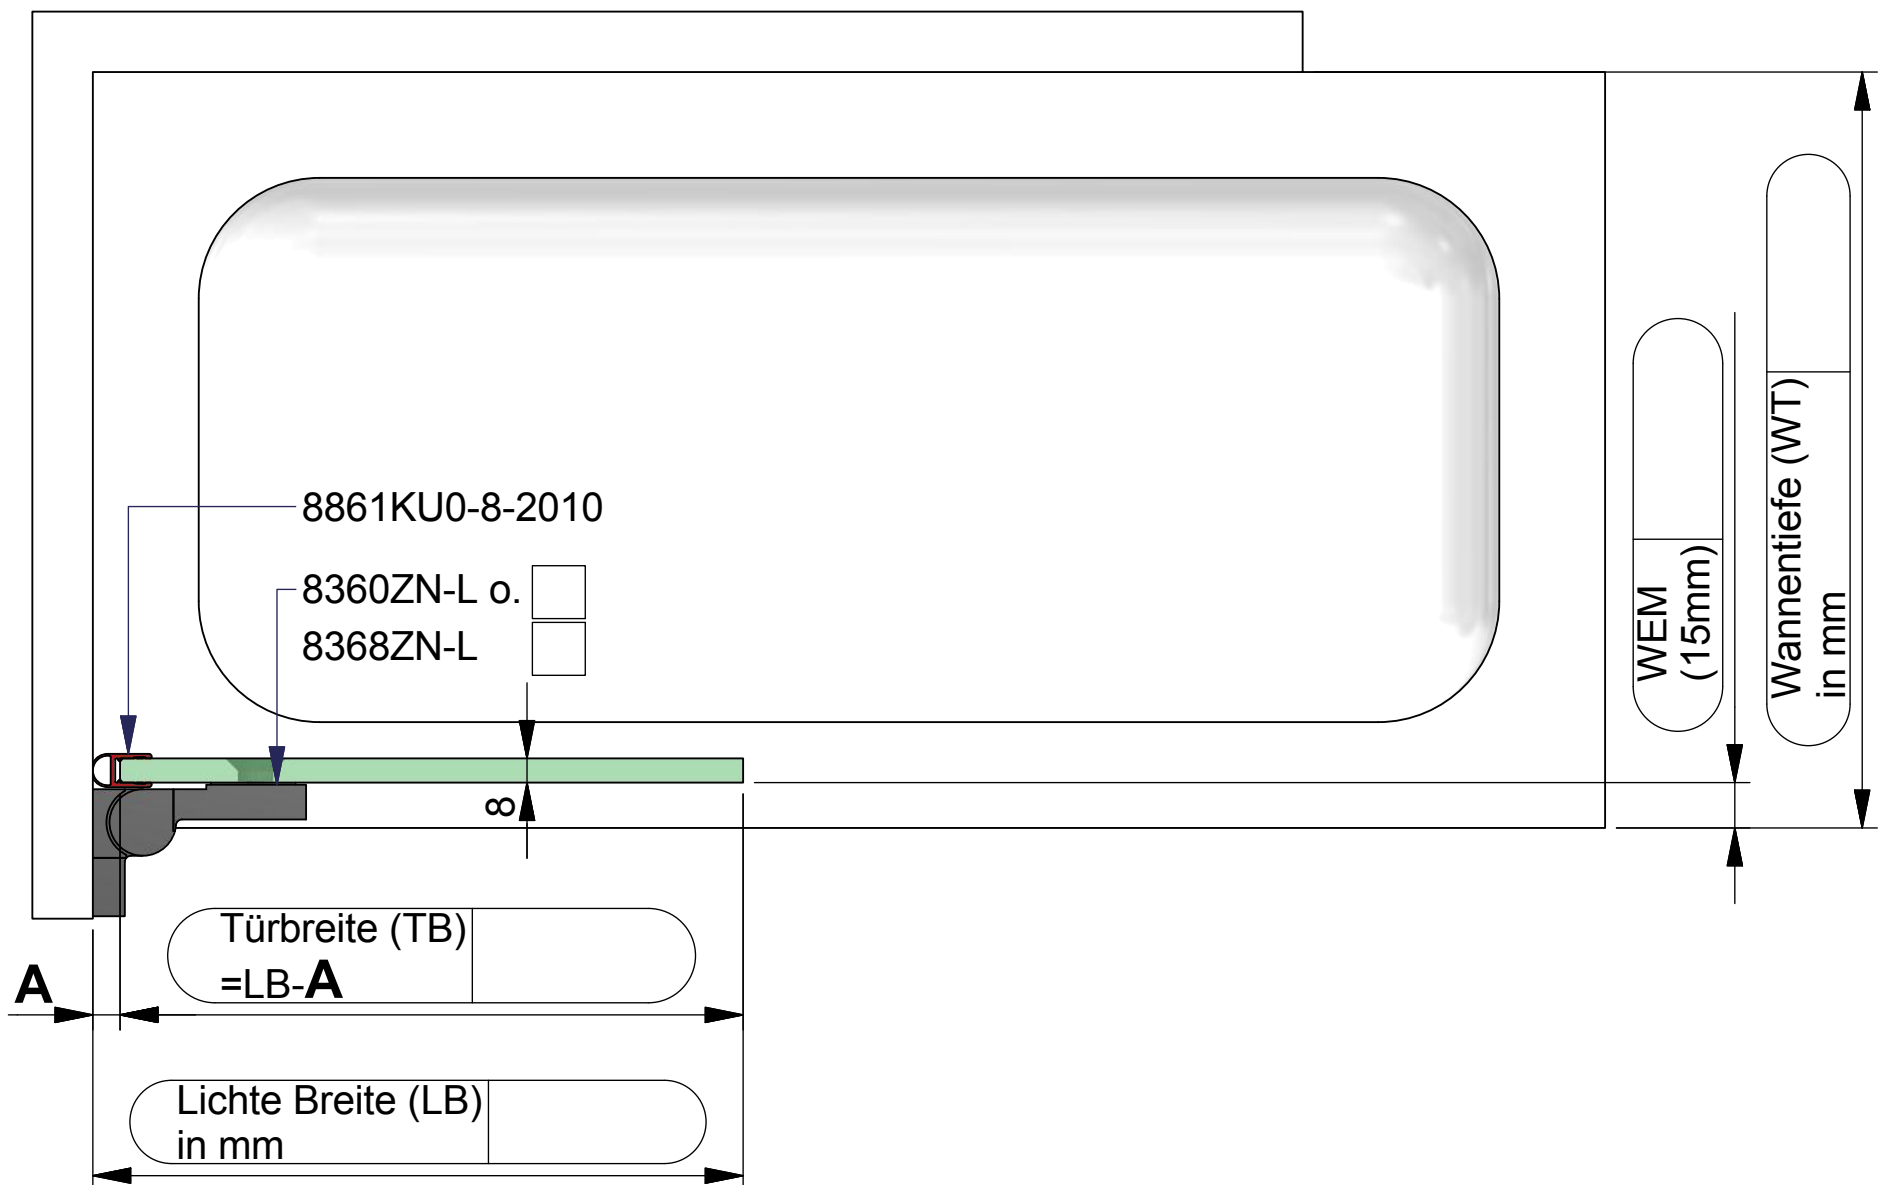 8861KU0-8-2010
8360ZN-L o.
8368ZN-L
WEM
(15mm)
Wannentiefe (WT)
in mm
8
Türbreite (TB)
=LB-A
A
Lichte Breite (LB)
in mm